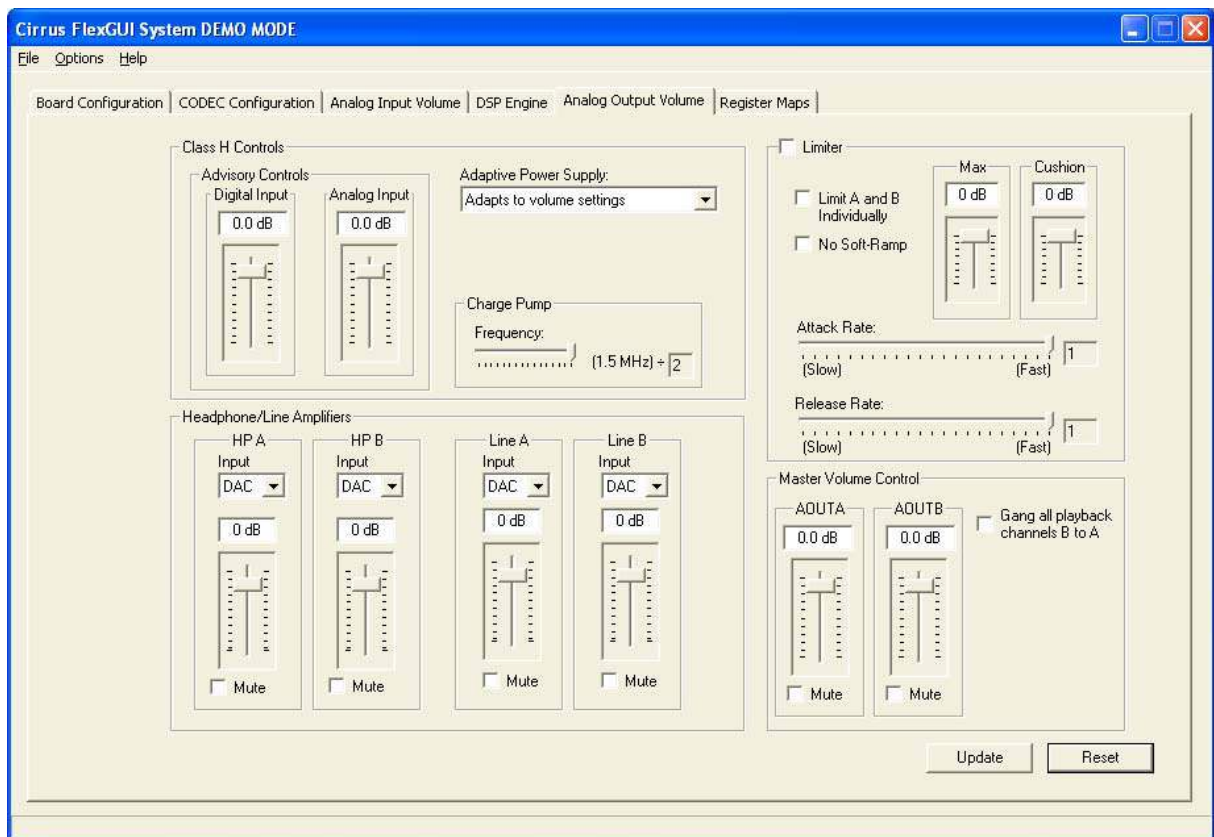 Cirrus FlexGUI System DEMO MODE
File Options Help
Board Configuration CODEC Configuration Analog Input Volume DSP Engine Analog Output Volume Register Maps
Class H Controls
Advisory Controls
Digital Input
0.0 dB
Analog Input
0.0 dB
Adaptive Power Supply:
Adapts to volume settings
Charge Pump
Frequency:
(1.5 MHz) ÷ 2
Headphone/Line Amplifiers
HP A
Input
DAC
0 dB
Mute
HP B
Input
DAC
0 dB
Mute
Line A
Input
DAC
0 dB
Mute
Line B
Input
DAC
0 dB
Mute
Limiter
Limit A and B
Individually
No Soft-Ramp
Max
0 dB
Cushion
0 dB
Attack Rate:
1
(Slow) (Fast)
Release Rate:
1
(Slow) (Fast)
Master Volume Control
AOUTA
0.0 dB
Mute
AOUTB
0.0 dB
Mute
Gang all playback
channels B to A
Update Reset